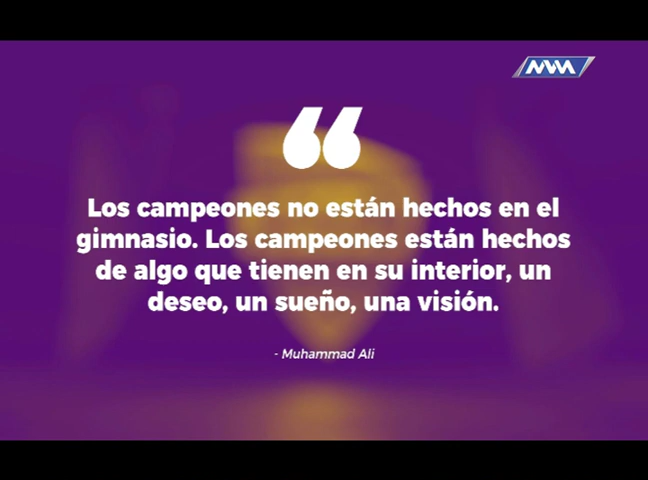 MVM
“
Los campeones no están hechos en el
gimnasio. Los campeones están hechos
de algo que tienen en su interior, un
deseo, un sueño, una visión.
- Muhammad Ali